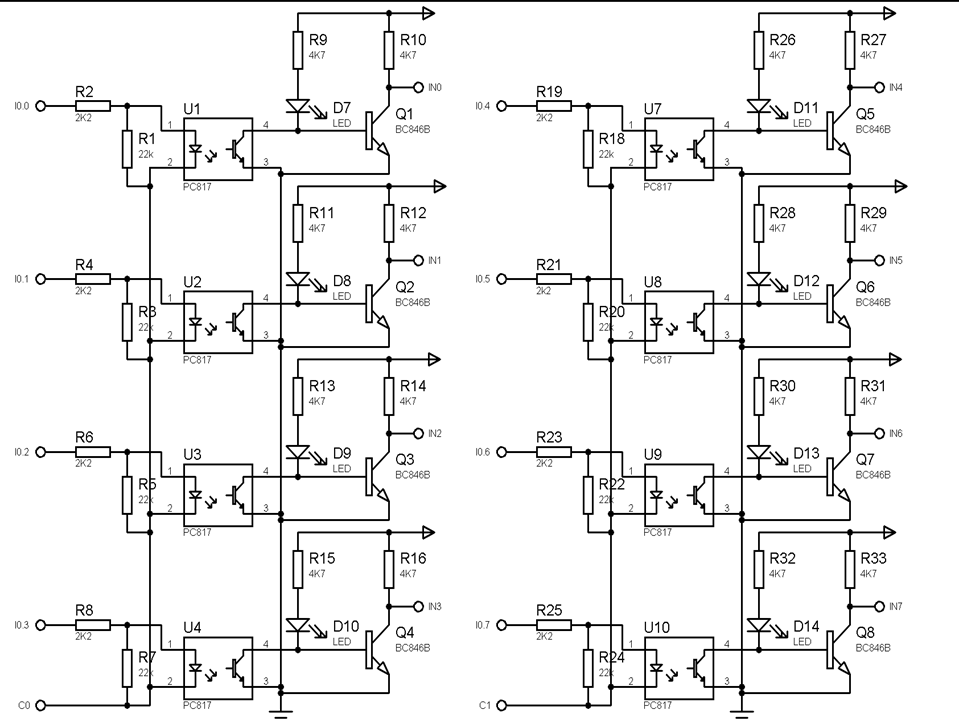 R9
4K7
R10
4K7
R2
2K2
I0.0
U1
R1
22k
1
2
4
3
PC817
D7
LED
Q1
BC846B
IN0
R11
4K7
R12
4K7
R4
2K2
I0.1
U2
R3
22k
1
2
4
3
PC817
D8
LED
Q2
BC846B
IN1
R13
4K7
R14
4K7
R6
2K2
I0.2
U3
R5
22k
1
2
4
3
PC817
D9
LED
Q3
BC846B
IN2
R15
4K7
R16
4K7
R8
2K2
I0.3
U4
R7
22k
1
2
4
3
PC817
D10
LED
Q4
BC846B
IN3
C0
R26
4K7
R27
4K7
R19
2K2
I0.4
U7
R18
22k
1
2
4
3
PC817
D11
LED
Q5
BC846B
IN4
R28
4K7
R29
4K7
R21
2k2
I0.5
U8
R20
22k
1
2
4
3
PC817
D12
LED
Q6
BC846B
IN5
R30
4K7
R31
4K7
R23
2K2
I0.6
U9
R22
22k
1
2
4
3
PC817
D13
LED
Q7
BC846B
IN6
R32
4K7
R33
4K7
R25
2K2
I0.7
U10
R24
22k
1
2
4
3
PC817
D14
LED
Q8
BC846B
IN7
C1